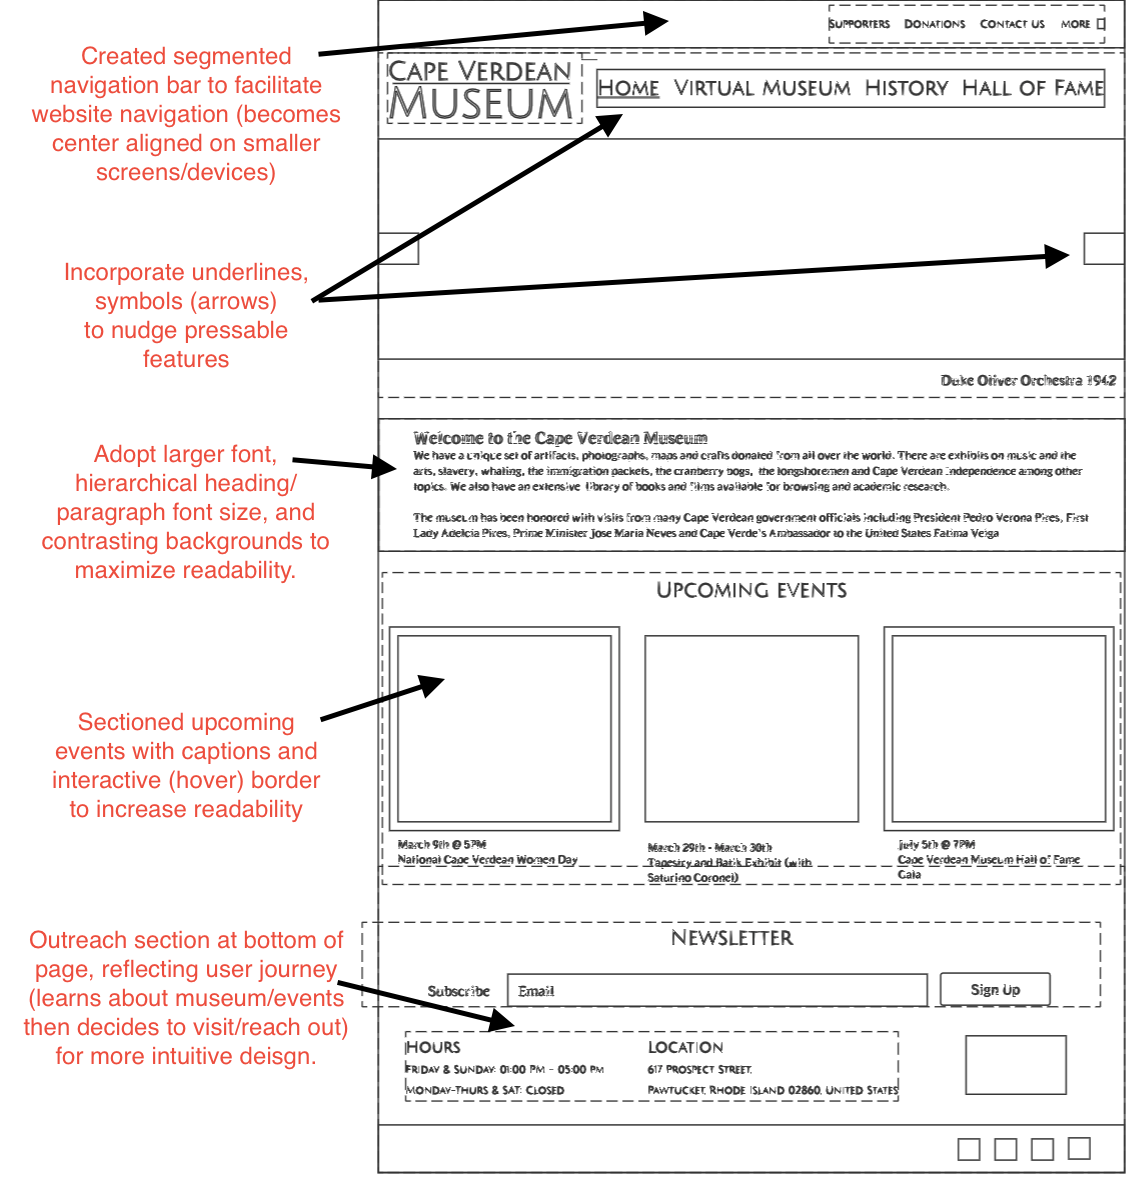 SUPPORTERS DONATIONS CONTACT US MORE
CAPE VERDEAN
MUSEUM
HOME VIRTUAL MUSEUM HISTORY HALL OF FAME
Created segmented
navigation bar to facilitate
website navigation (becomes
center aligned on smaller
screens/devices)
Incorporate underlines,
symbols (arrows)
to nudge pressable
features
Duke Oliver Orchestra 1942
Adopt larger font,
hierarchical heading/
paragraph font size, and
contrasting backgrounds to
maximize readability.
Welcome to the Cape Verdean Museum
We have a unique set of artifacts, photographs, maps and crafts donated from all over the world. There are exhibits on music and the
arts, slavery, whaling, the immigration packets, the cranberry bogs, the longshoremen and Cape Verdean Independence among other
topics. We also have an extensive library of books and films available for browsing and academic research.
The museum has been honored with visits from many Cape Verdean government officials including President Pedro Verona Pires, First
Lady Adelcia Pires, Prime Minister Jose Maria Neves and Cape Verde's Ambassador to the United States Fatima Veiga
UPCOMING EVENTS
Sectioned upcoming
events with captions and
interactive (hover) border
to increase readability
March 9th @ 5PM
National Cape Verdean Women Day
March 29th - March 30th
Tapestry and Batik Exhibit (with
Saturino Coronel)
July 5th @ 7PM
Cape Verdean Museum Hall of Fame
Gala
Outreach section at bottom of
page, reflecting user journey
(learns about museum/events
then decides to visit/reach out)
for more intuitive deisgn.
NEWSLETTER
Subscribe Email Sign Up
HOURS
FRIDAY & SUNDAY: 01:00 PM - 05:00 PM
MONDAY-THURS & SAT: CLOSED
LOCATION
617 PROSPECT STREET,
PAWTUCKET, RHODE ISLAND 02860, UNITED STATES